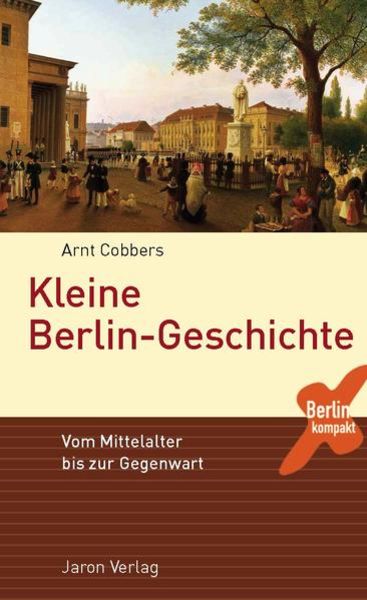 Arnt Cobbers
Kleine
Berlin-Geschichte
Berlin
kompakt
Vom Mittelalter
bis zur Gegenwart
Jaron Verlag